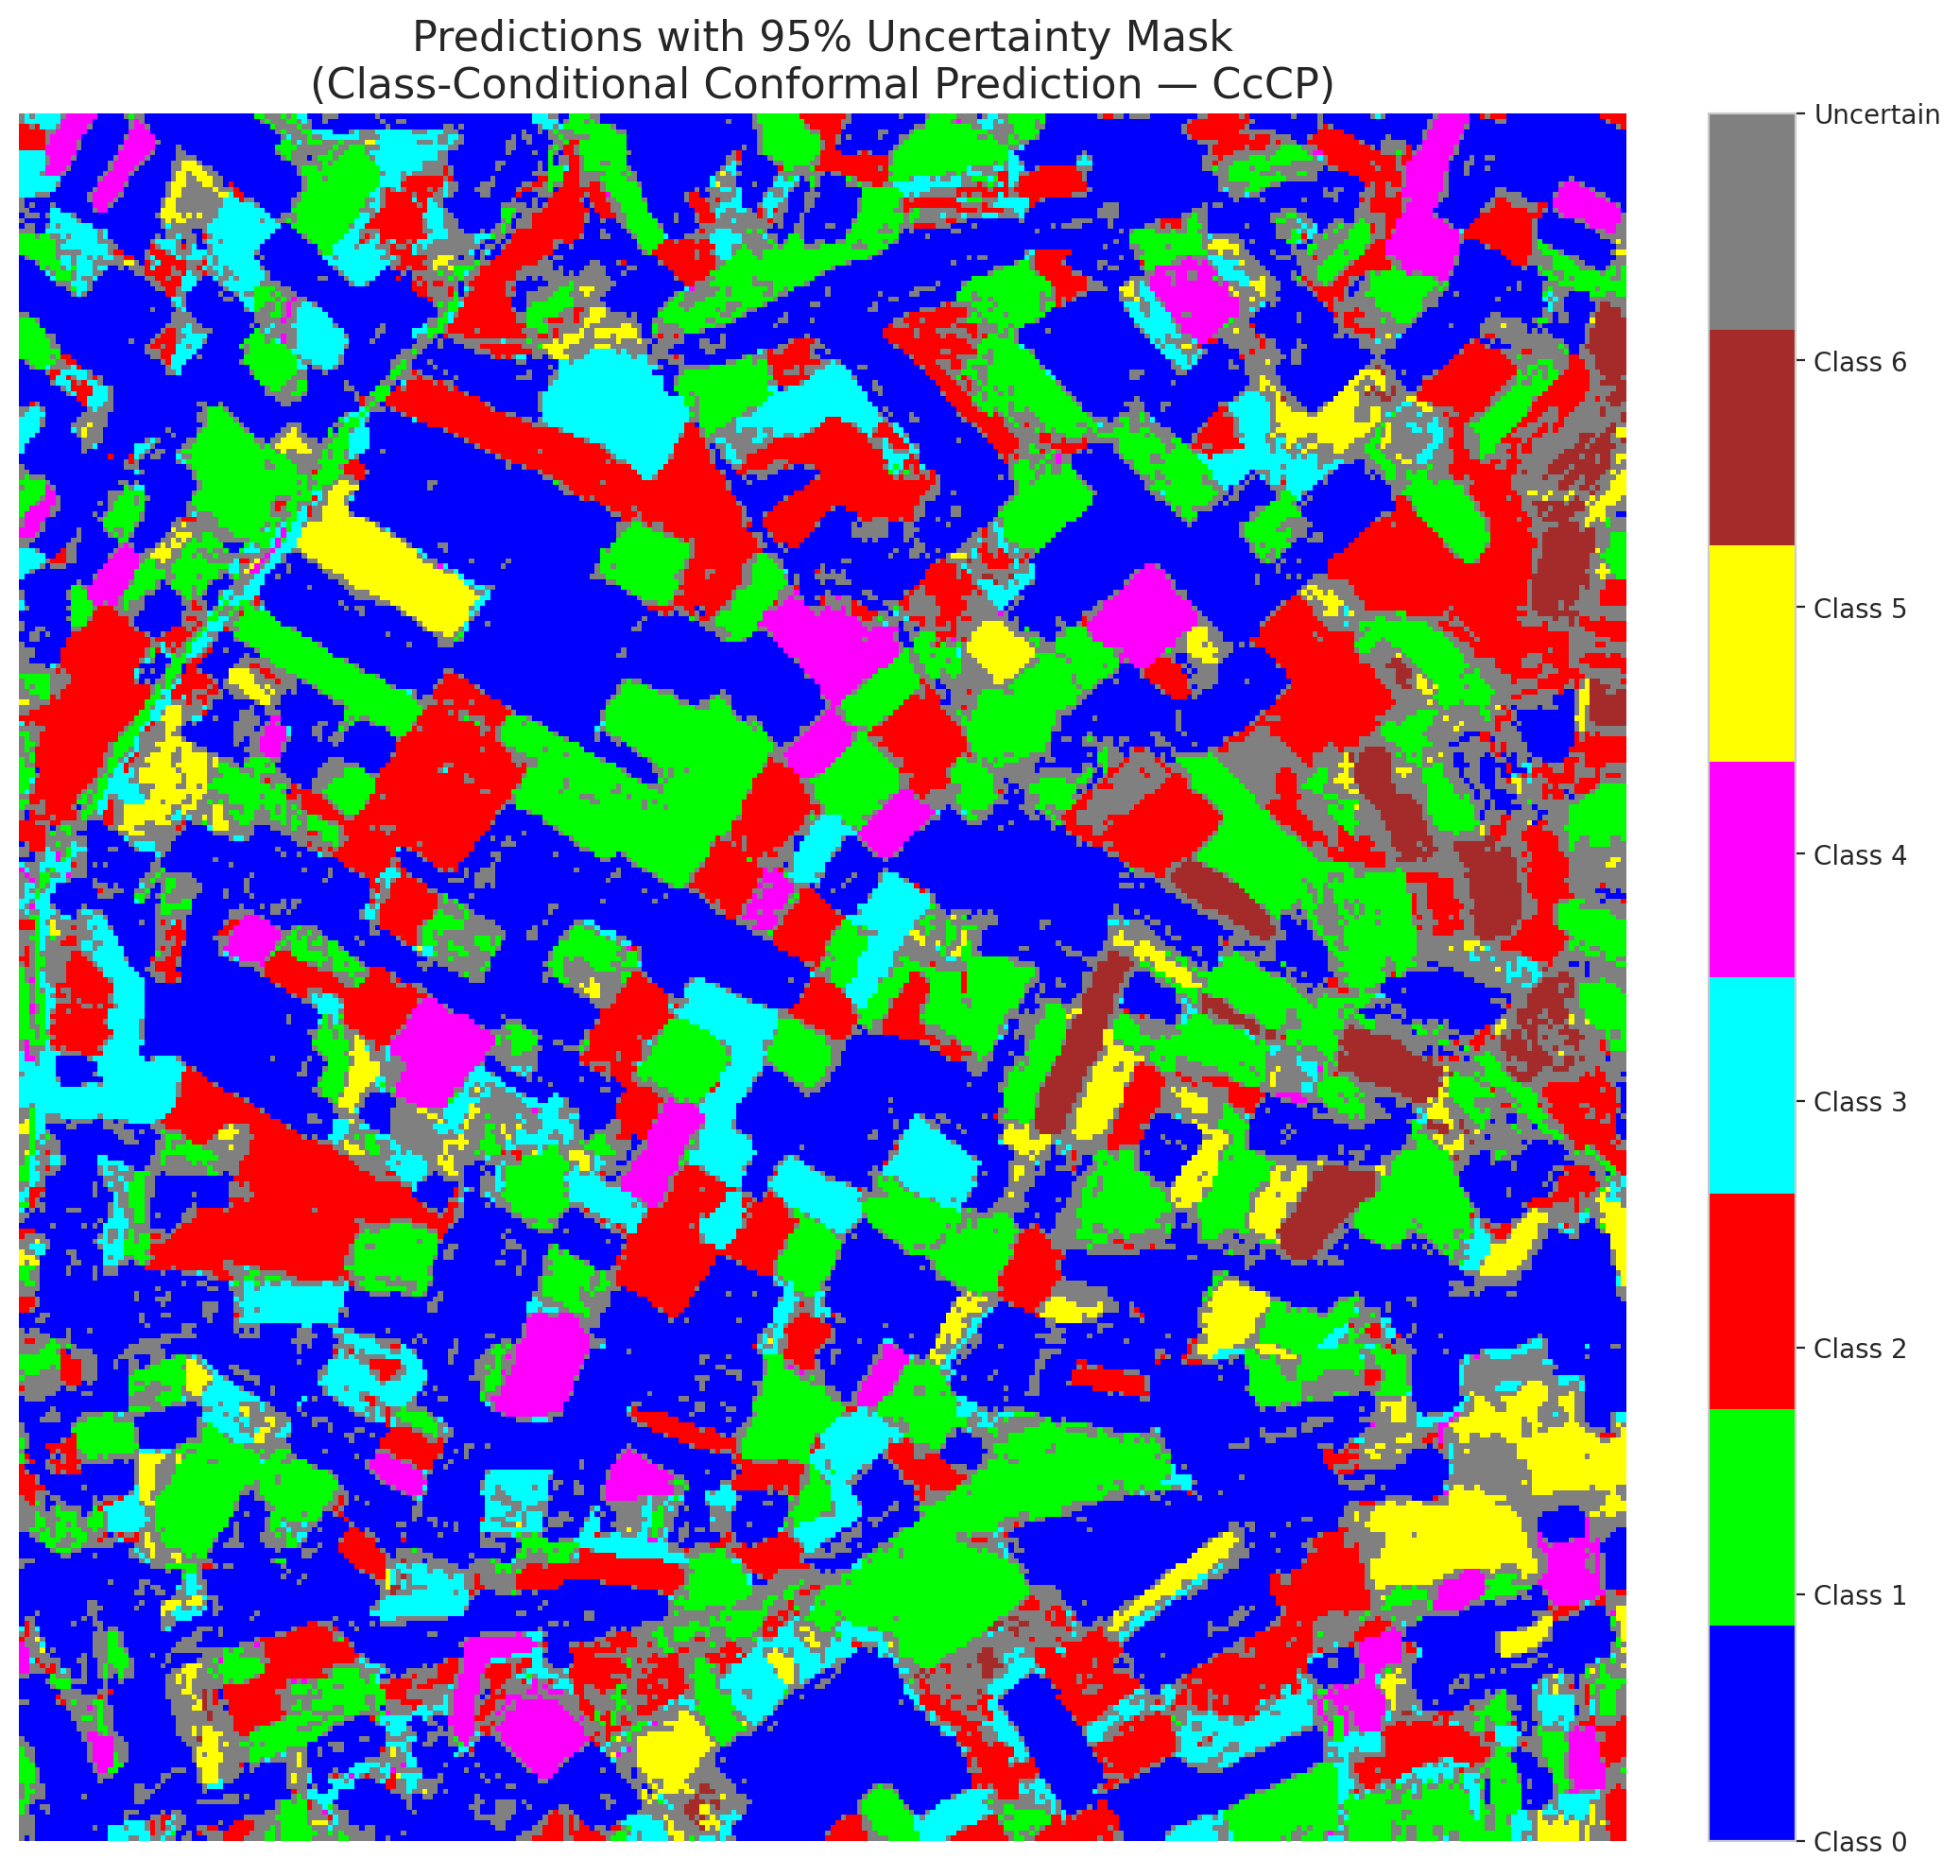 Predictions with 95% Uncertainty Mask
(Class-Conditional Conformal Prediction — CcCP)
Uncertain
Class 6
Class 5
Class 4
Class 3
Class 2
Class 1
Class 0